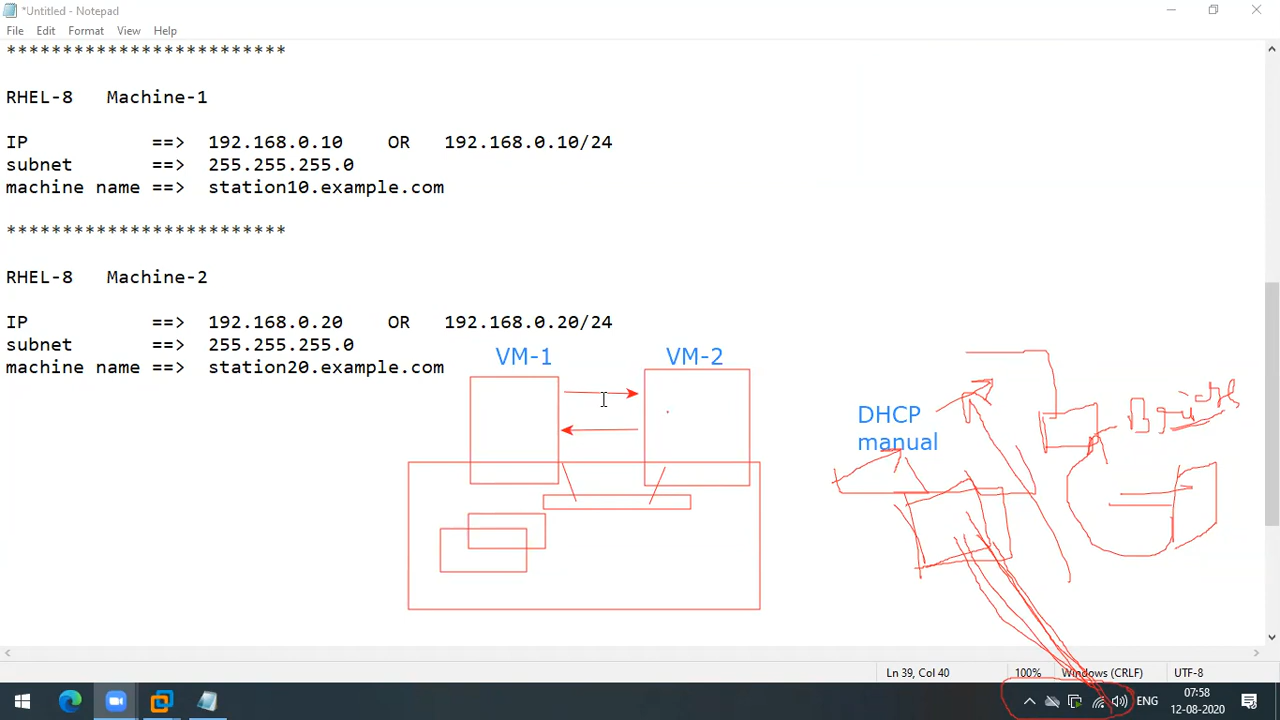 *Untitled - Notepad
File Edit Format View Help
*************************
RHEL-8 Machine-1
IP ==> 192.168.0.10 OR 192.168.0.10/24
subnet ==> 255.255.255.0
machine name ==> station10.example.com
*************************
RHEL-8 Machine-2
IP ==> 192.168.0.20 OR 192.168.0.20/24
subnet ==> 255.255.255.0
machine name ==> station20.example.com
VM-1 VM-2
DHCP
manual
Ln 39, Col 40 100% Windows (CRLF) UTF-8
ENG
07:58
12-08-2020